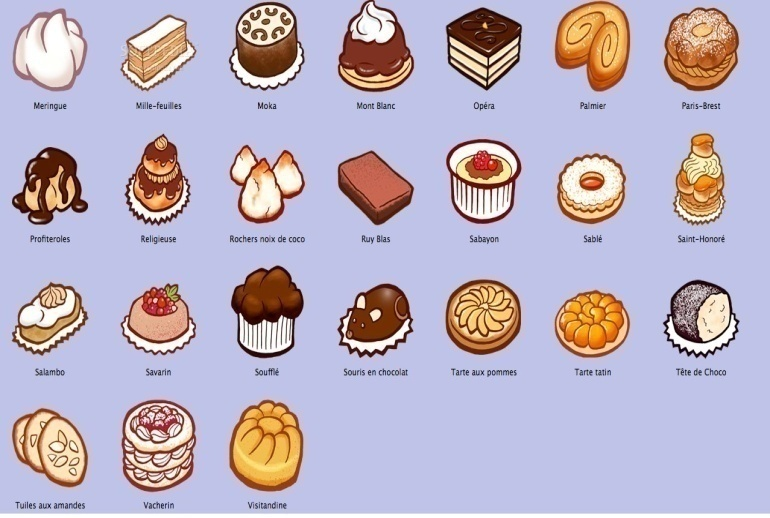 Meringue
Mille-feuilles
Moka
Mont Blanc
Opéra
Palmier
Paris-Brest
Profiteroles
Religieuse
Rochers noix de coco
Ruy Blas
Sabayon
Sablé
Saint-Honoré
Salambo
Savarin
Soufflé
Souris en chocolat
Tarte aux pommes
Tarte tatin
Tête de Choco
Tuiles aux amandes
Vacherin
Visitandine